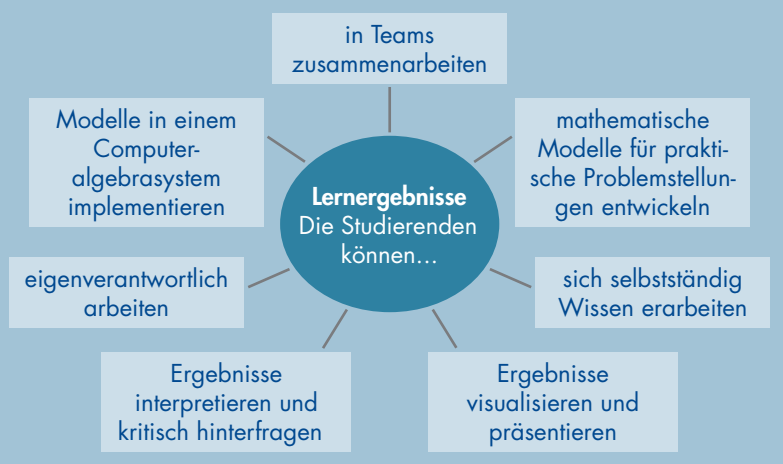 in Teams
zusammenarbeiten
Modelle in einem
Computer-
algebrasystem
implementieren
mathematische
Modelle für prakti-
sche Problemstellun-
gen entwickeln
Lernergebnisse
Die Studierenden
können...
eigenverantwortlich
arbeiten
sich selbstständig
Wissen erarbeiten
Ergebnisse
interpretieren und
kritisch hinterfragen
Ergebnisse
visualisieren und
präsentieren